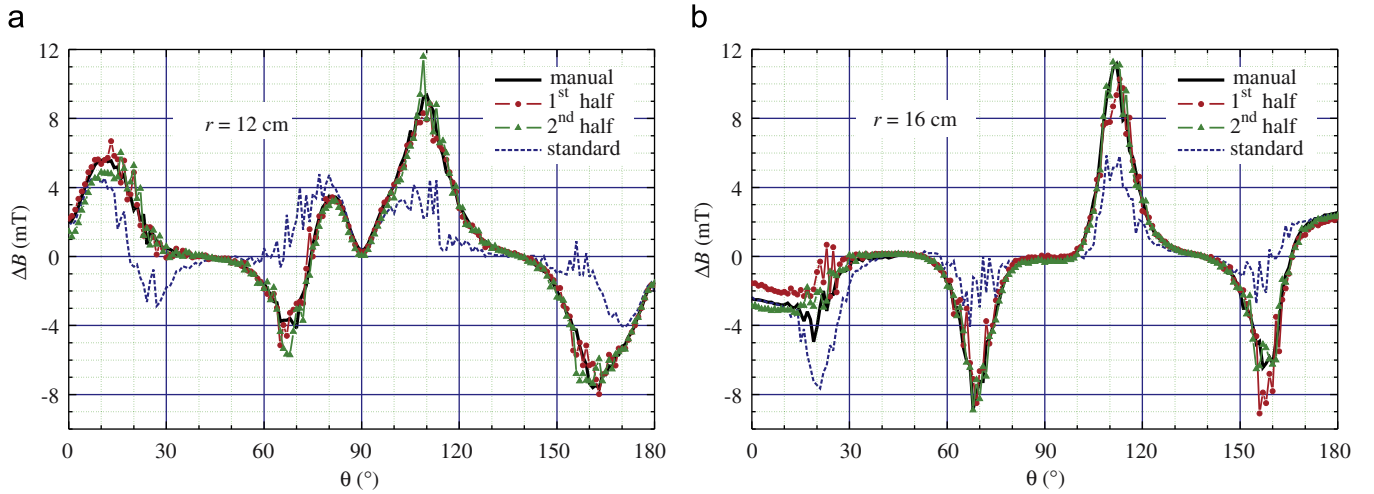 a
12
8
4
0
-4
-8
ΔB (mT)
0
30
60
90
120
150
180
θ (°)
r = 12 cm
manual
1st half
2nd half
standard
b
12
8
4
0
-4
-8
ΔB (mT)
0
30
60
90
120
150
180
θ (°)
r = 16 cm
manual
1st half
2nd half
standard